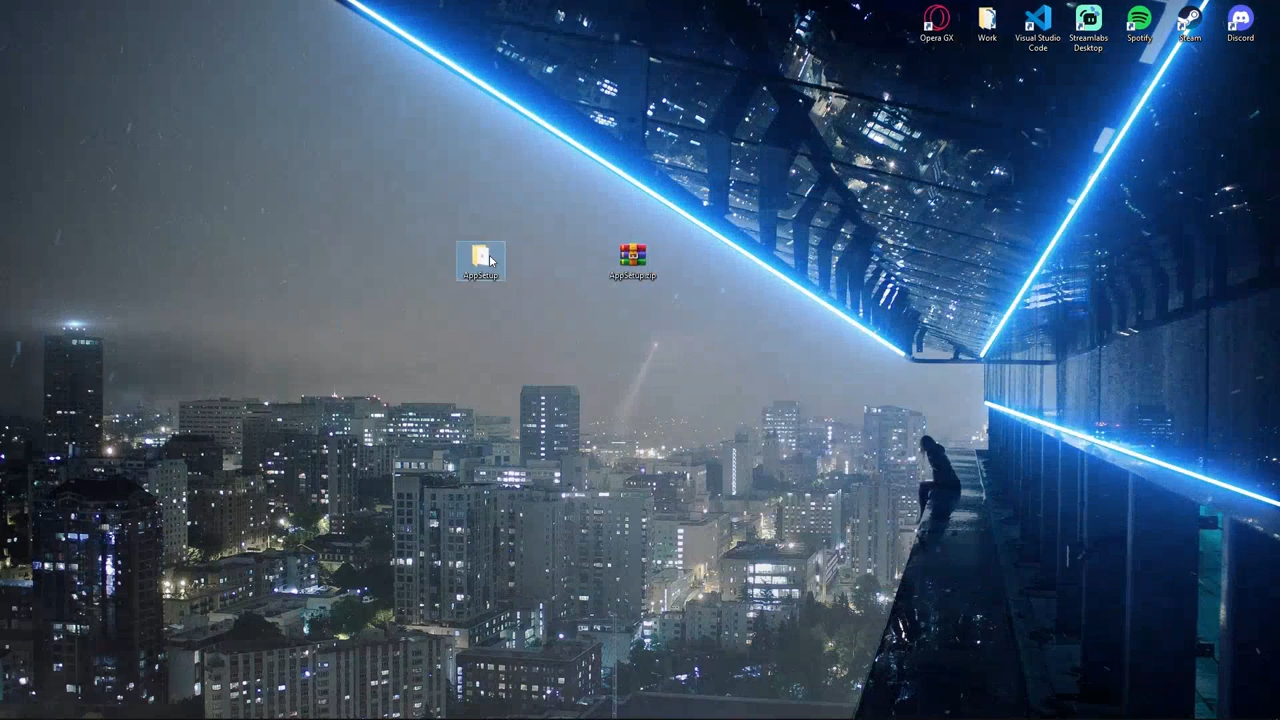 Opera GX
Work
Visual Studio
Code
Streamlabs
Desktop
Spotify
Steam
Discord
AppSetup
AppSetup.zip